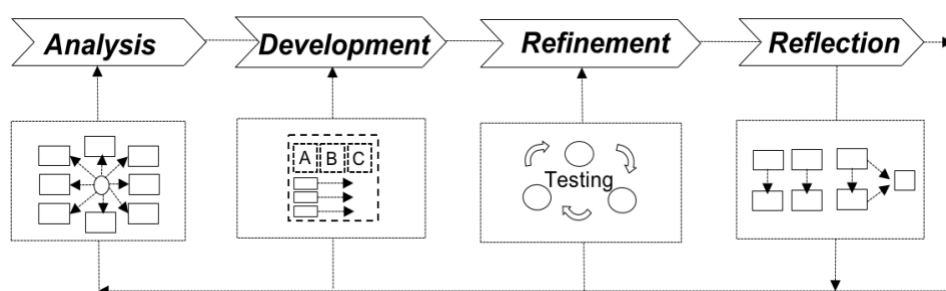 Analysis
Development
Refinement
Reflection
A B C
Testing